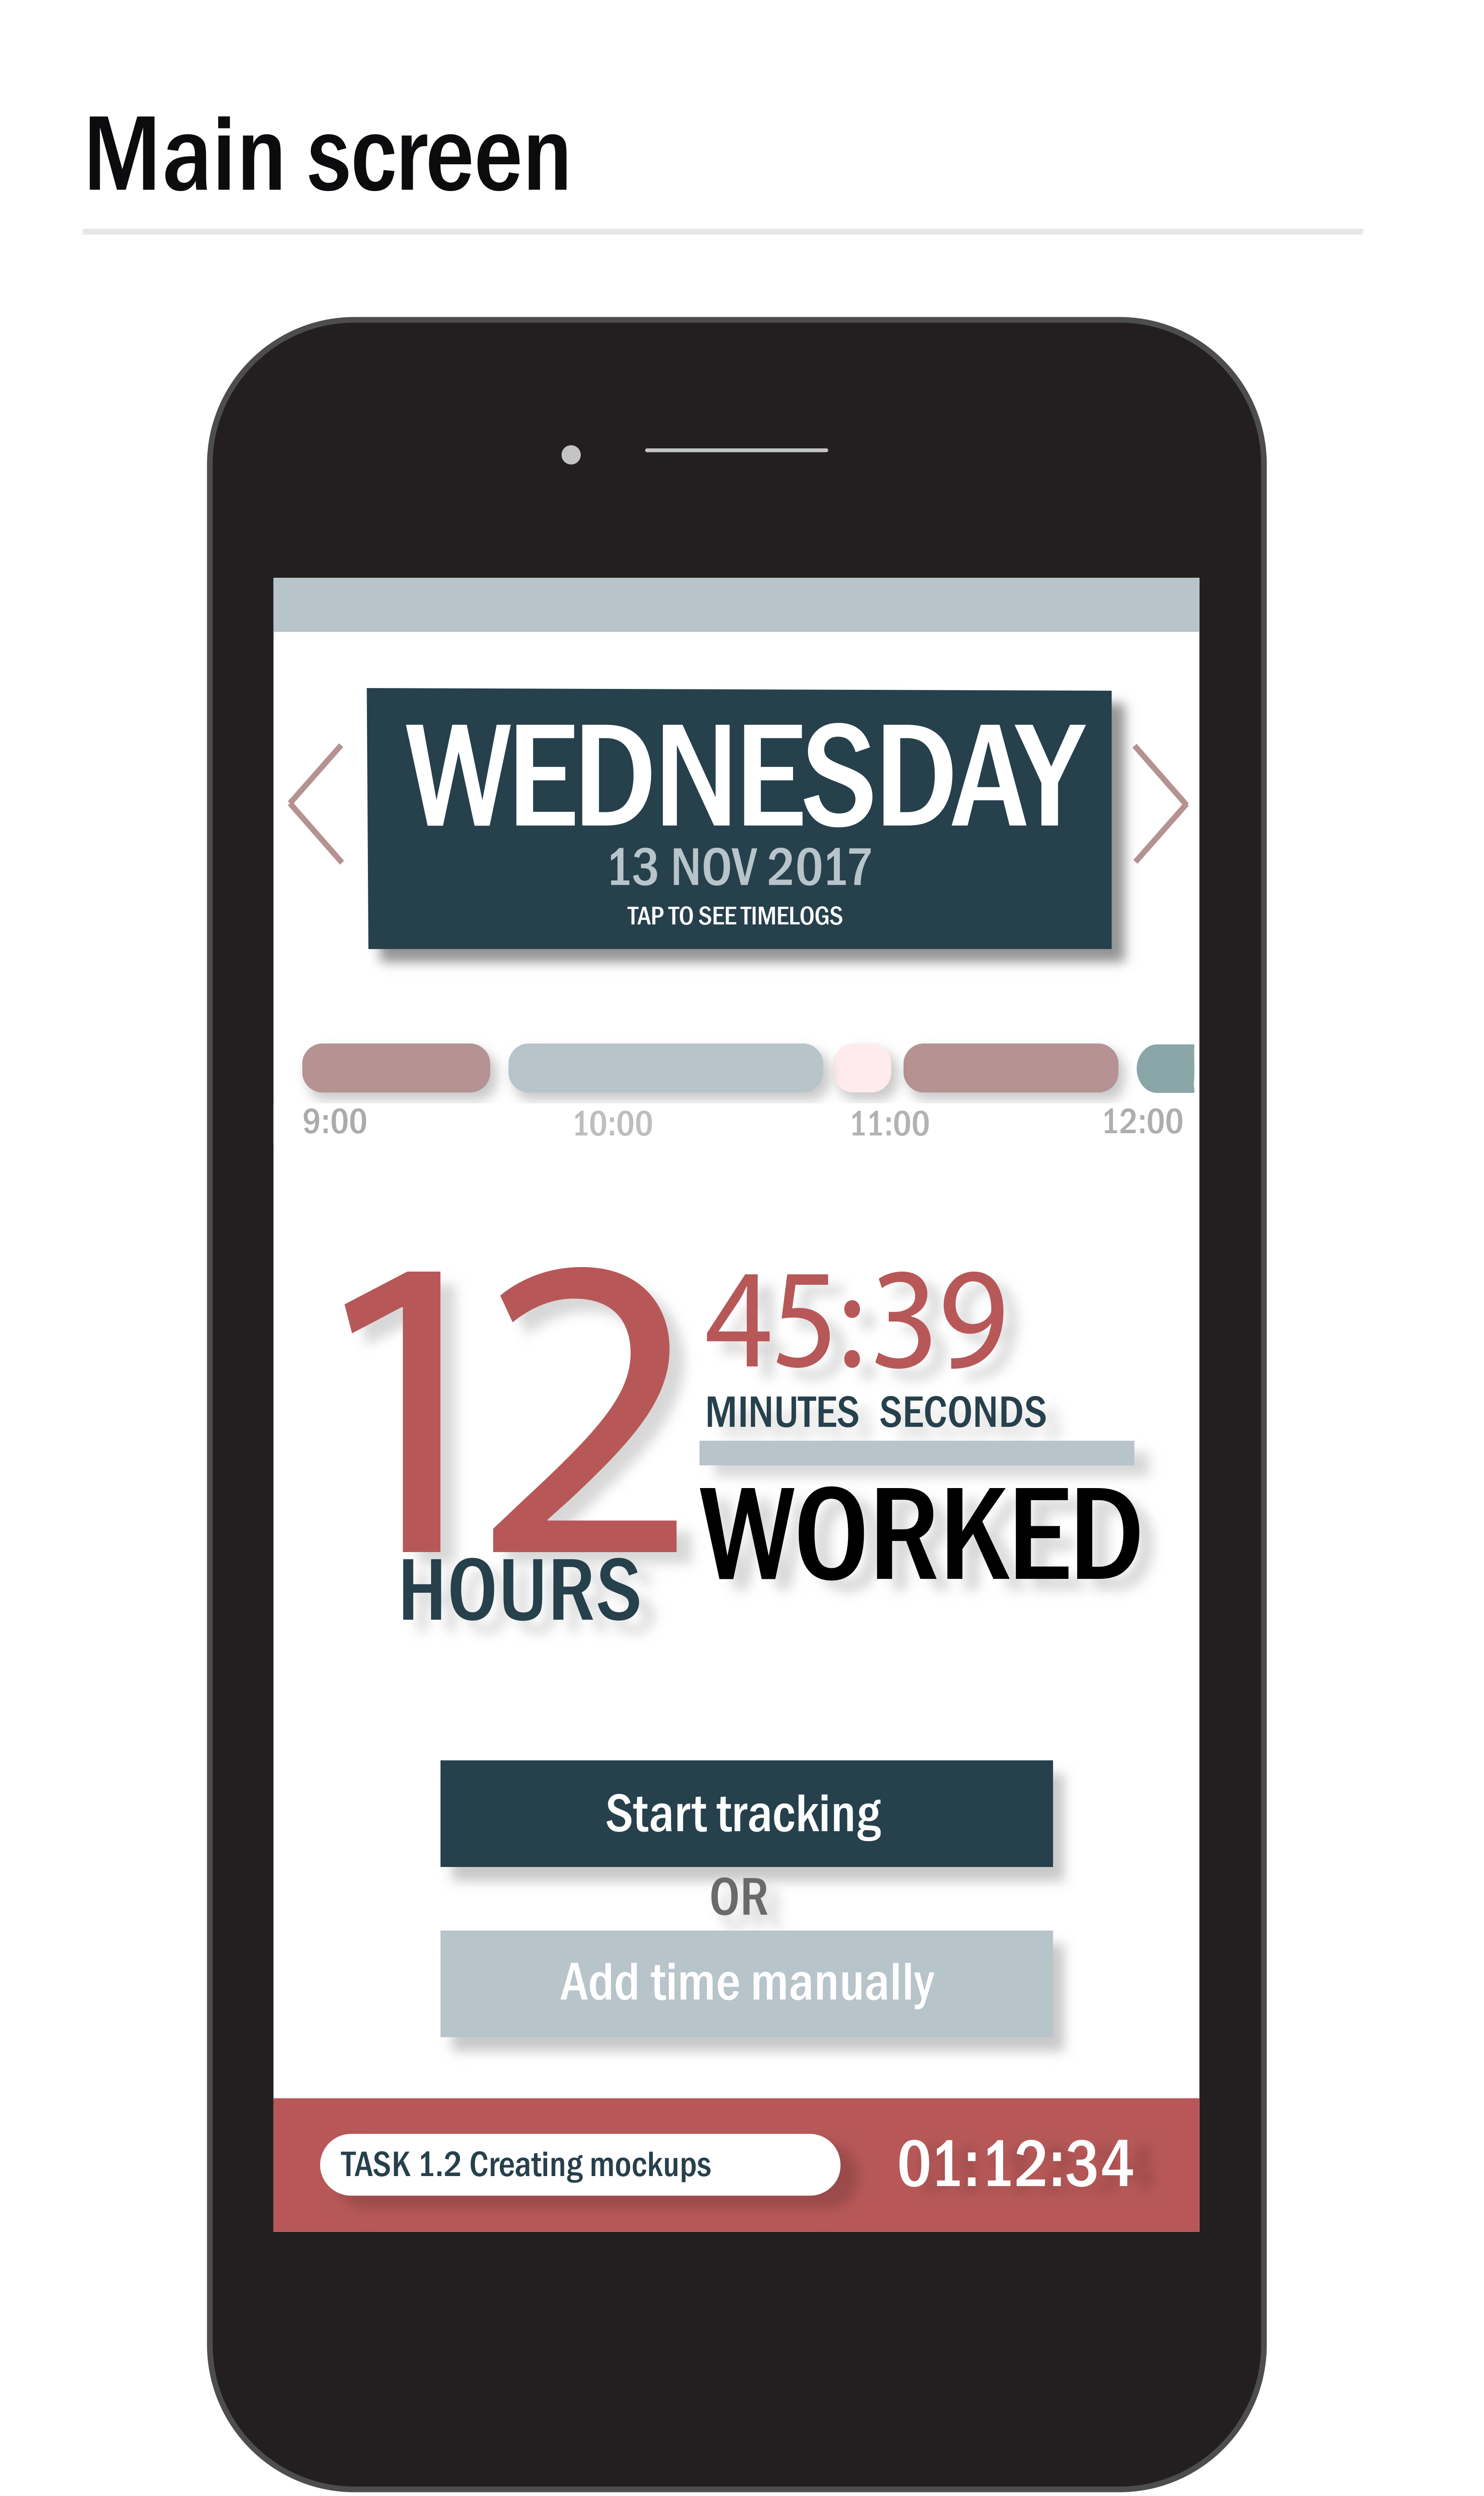 Main screen
WEDNESDAY
13 NOV 2017
TAP TO SEE TIMELOGS
9:00 10:00 11:00 12:00
12 45:39
MINUTES SECONDS
WORKED
HOURS
Start tracking
OR
Add time manually
TASK 1.2 Creating mockups 01:12:34